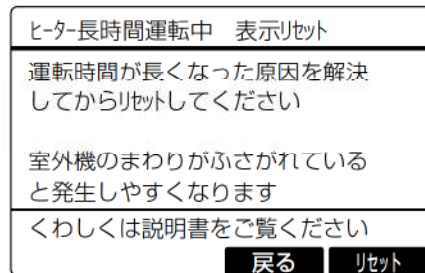 ﾋｰﾀｰ長時間運転中　表示ﾘｾｯﾄ
運転時間が長くなった原因を解決
してからﾘｾｯﾄしてください
室外機のまわりがふさがれている
と発生しやすくなります
くわしくは説明書をご覧ください
戻る　ﾘｾｯﾄ